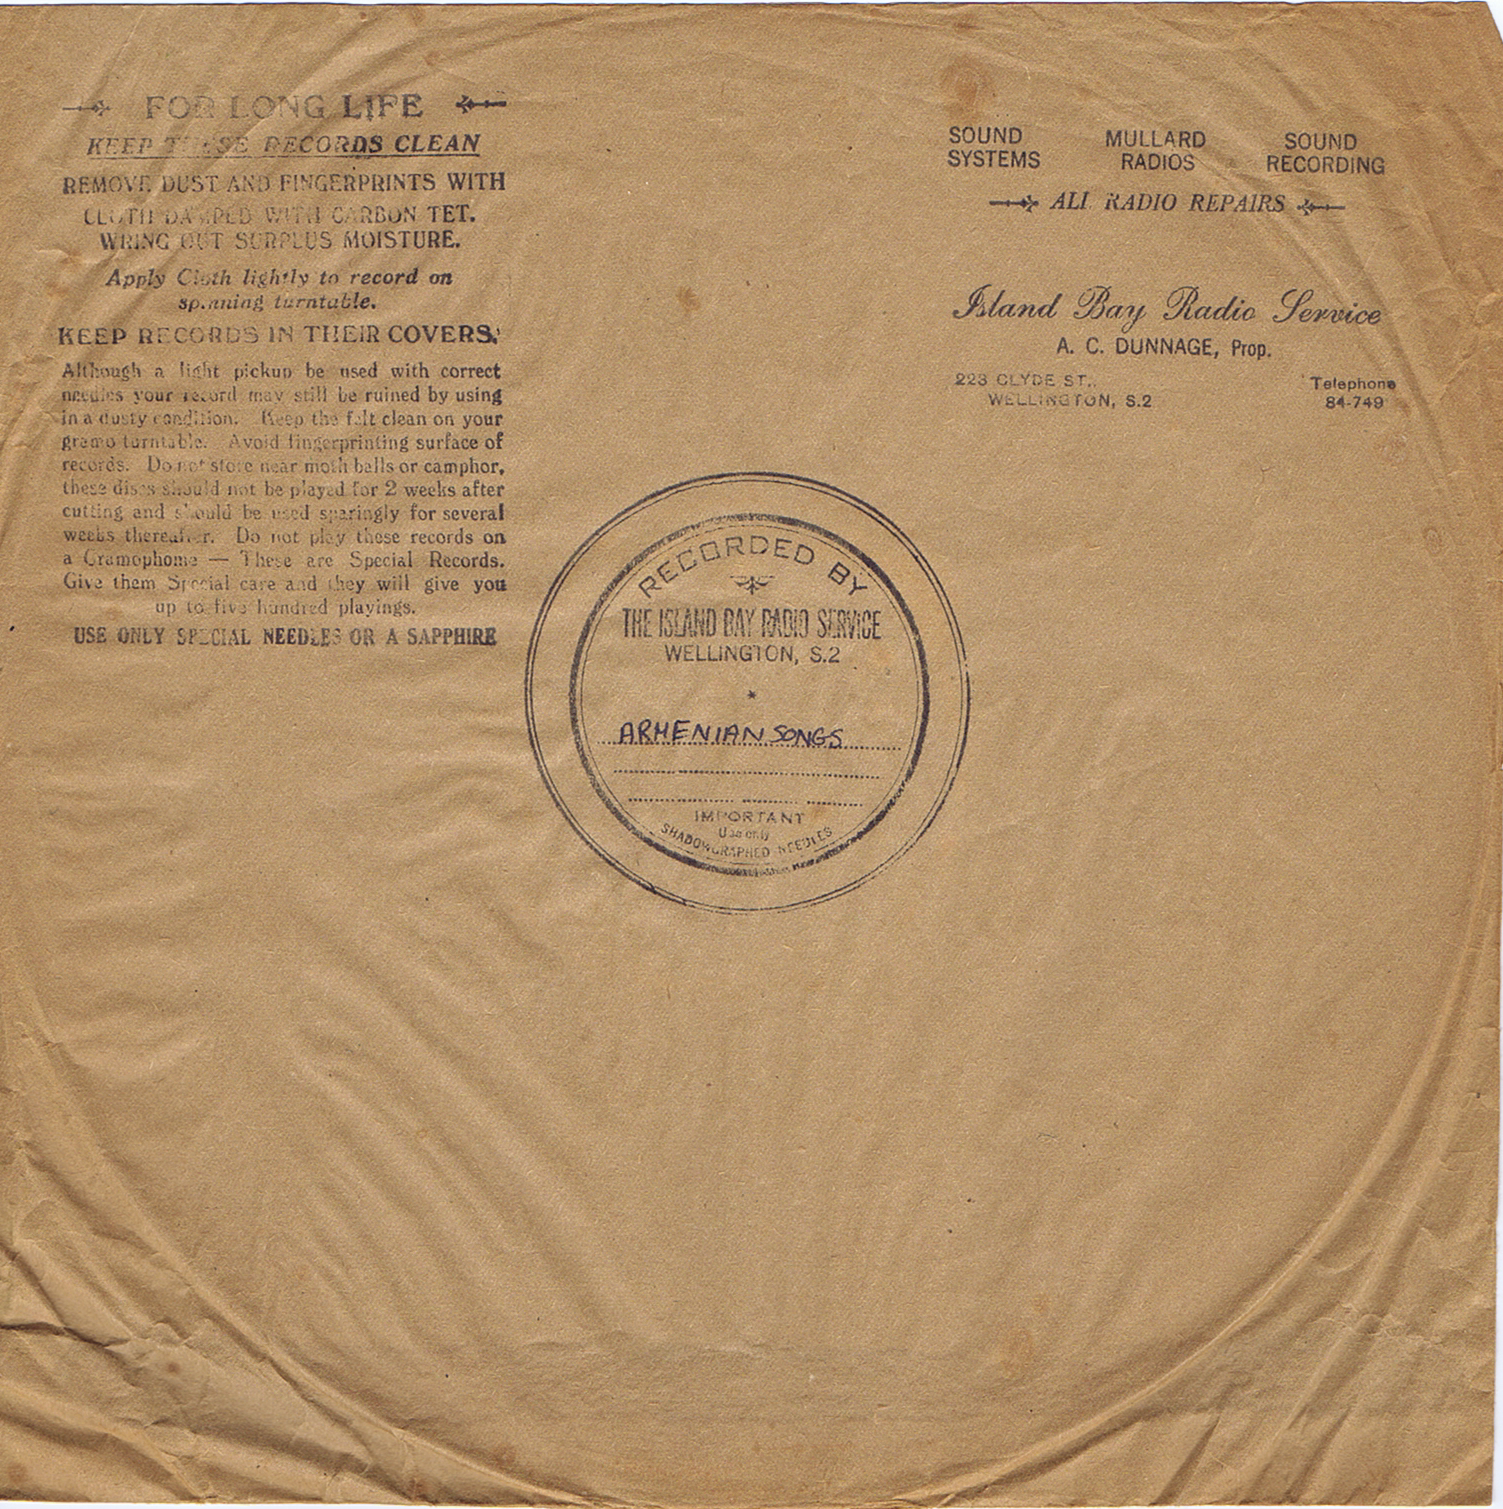 FOR LONG LIFE
KEEP THESE RECORDS CLEAN
REMOVE DUST AND FINGERPRINTS WITH
CLOTH DAMPED WITH CARBON TET.
WRING OUT SURPLUS MOISTURE.
Apply Cloth lightly to record on
spinning turntable.
KEEP RECORDS IN THEIR COVERS.
Although a light pickup be used with correct
needles your record may still be ruined by using
in a dusty condition. Keep the felt clean on your
gramo turntable. Avoid fingerprinting surface of
records. Do not store near moth balls or camphor,
these discs should not be played for 2 weeks after
cutting and should be used sparingly for several
weeks thereafter. Do not play these records on
a Gramophome — These are Special Records.
Give them Special care and they will give you
up to five hundred playings.
USE ONLY SPECIAL NEEDLES OR A SAPPHIRE
SOUND SYSTEMS
MULLARD RADIOS
SOUND RECORDING
ALL RADIO REPAIRS
Island Bay Radio Service
A. C. DUNNAGE, Prop.
223 CLYDE ST.,
WELLINGTON, S.2
Telephone
84-749
RECORDED BY
THE ISLAND BAY RADIO SERVICE
WELLINGTON, S.2
*
ARMENIAN SONGS
IMPORTANT
Use only
SHADOWGRAPHED NEEDLES